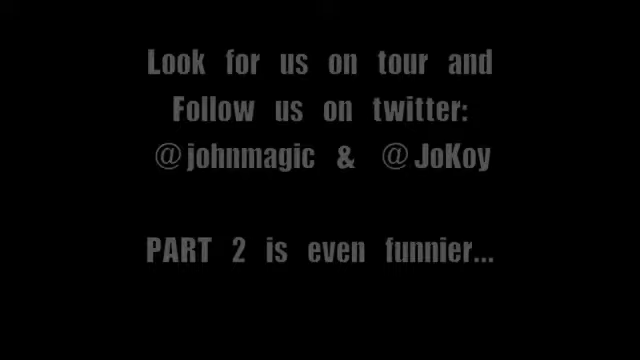 Look for us on tour and
Follow us on twitter:
@johnmagic & @JoKoy
PART 2 is even funnier...